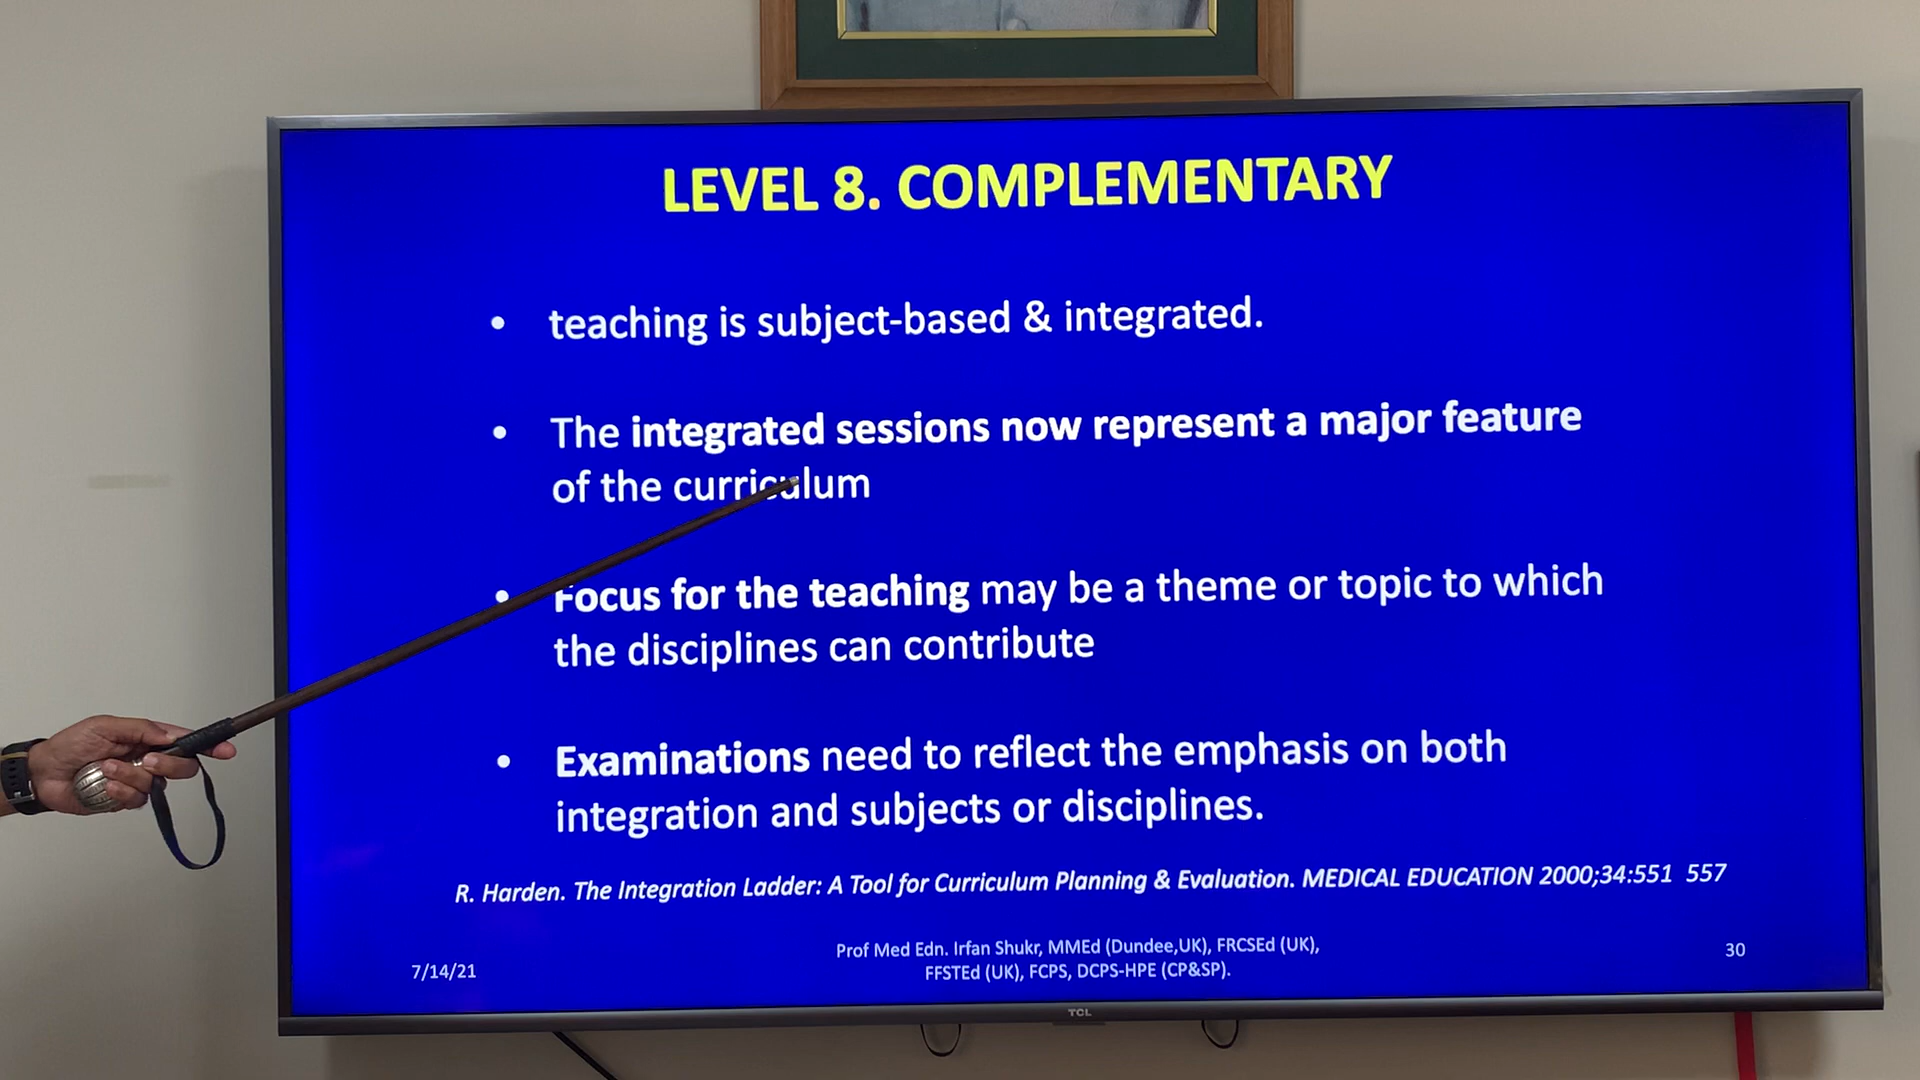 LEVEL 8. COMPLEMENTARY
• teaching is subject-based & integrated.
• The integrated sessions now represent a major feature
of the curriculum
• Focus for the teaching may be a theme or topic to which
the disciplines can contribute
• Examinations need to reflect the emphasis on both
integration and subjects or disciplines.
R. Harden. The Integration Ladder: A Tool for Curriculum Planning & Evaluation. MEDICAL EDUCATION 2000;34:551 557
Prof Med Edn. Irfan Shukr, MMEd (Dundee,UK), FRCSEd (UK),
FFSTEd (UK), FCPS, DCPS-HPE (CP&SP).
7/14/21
30
TCL